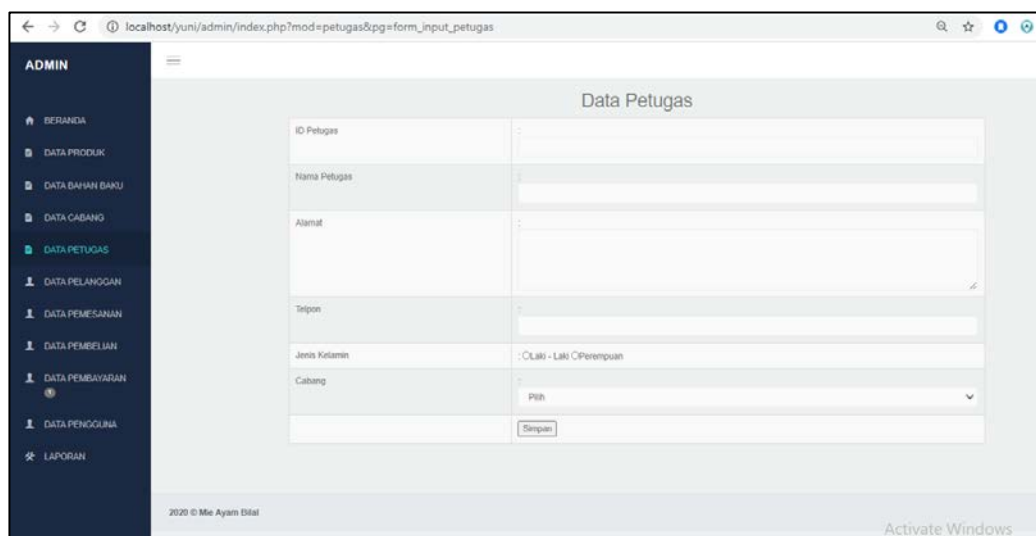 localhost/yuni/admin/index.php?mod=petugas&pg=form_input_petugas
ADMIN
BERANDA
DATA PRODUK
DATA BAHAN BAKU
DATA CABANG
DATA PETUGAS
DATA PELANGGAN
DATA PEMESANAN
DATA PEMBELIAN
DATA PEMBAYARAN
DATA PENGGUNA
LAPORAN
Data Petugas
ID Petugas :
Nama Petugas :
Alamat :
Telpon :
Jenis Kelamin : Laki - Laki Perempuan
Cabang :
Pilih
Simpan
2020 © Mie Ayam Bilal
Activate Windows